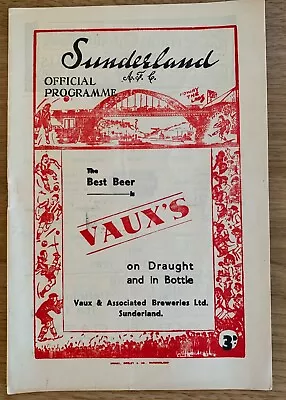 Sunderland
A.F.C.
OFFICIAL
PROGRAMME
The
Best Beer
is
VAUX'S
on Draught
and in Bottle
Vaux & Associated Breweries Ltd.
Sunderland.
3D